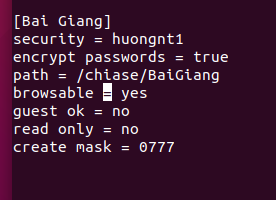 [Bai Giang]
security = huongnt1
encrypt passwords = true
path = /chiase/BaiGiang
browsable = yes
guest ok = no
read only = no
create mask = 0777